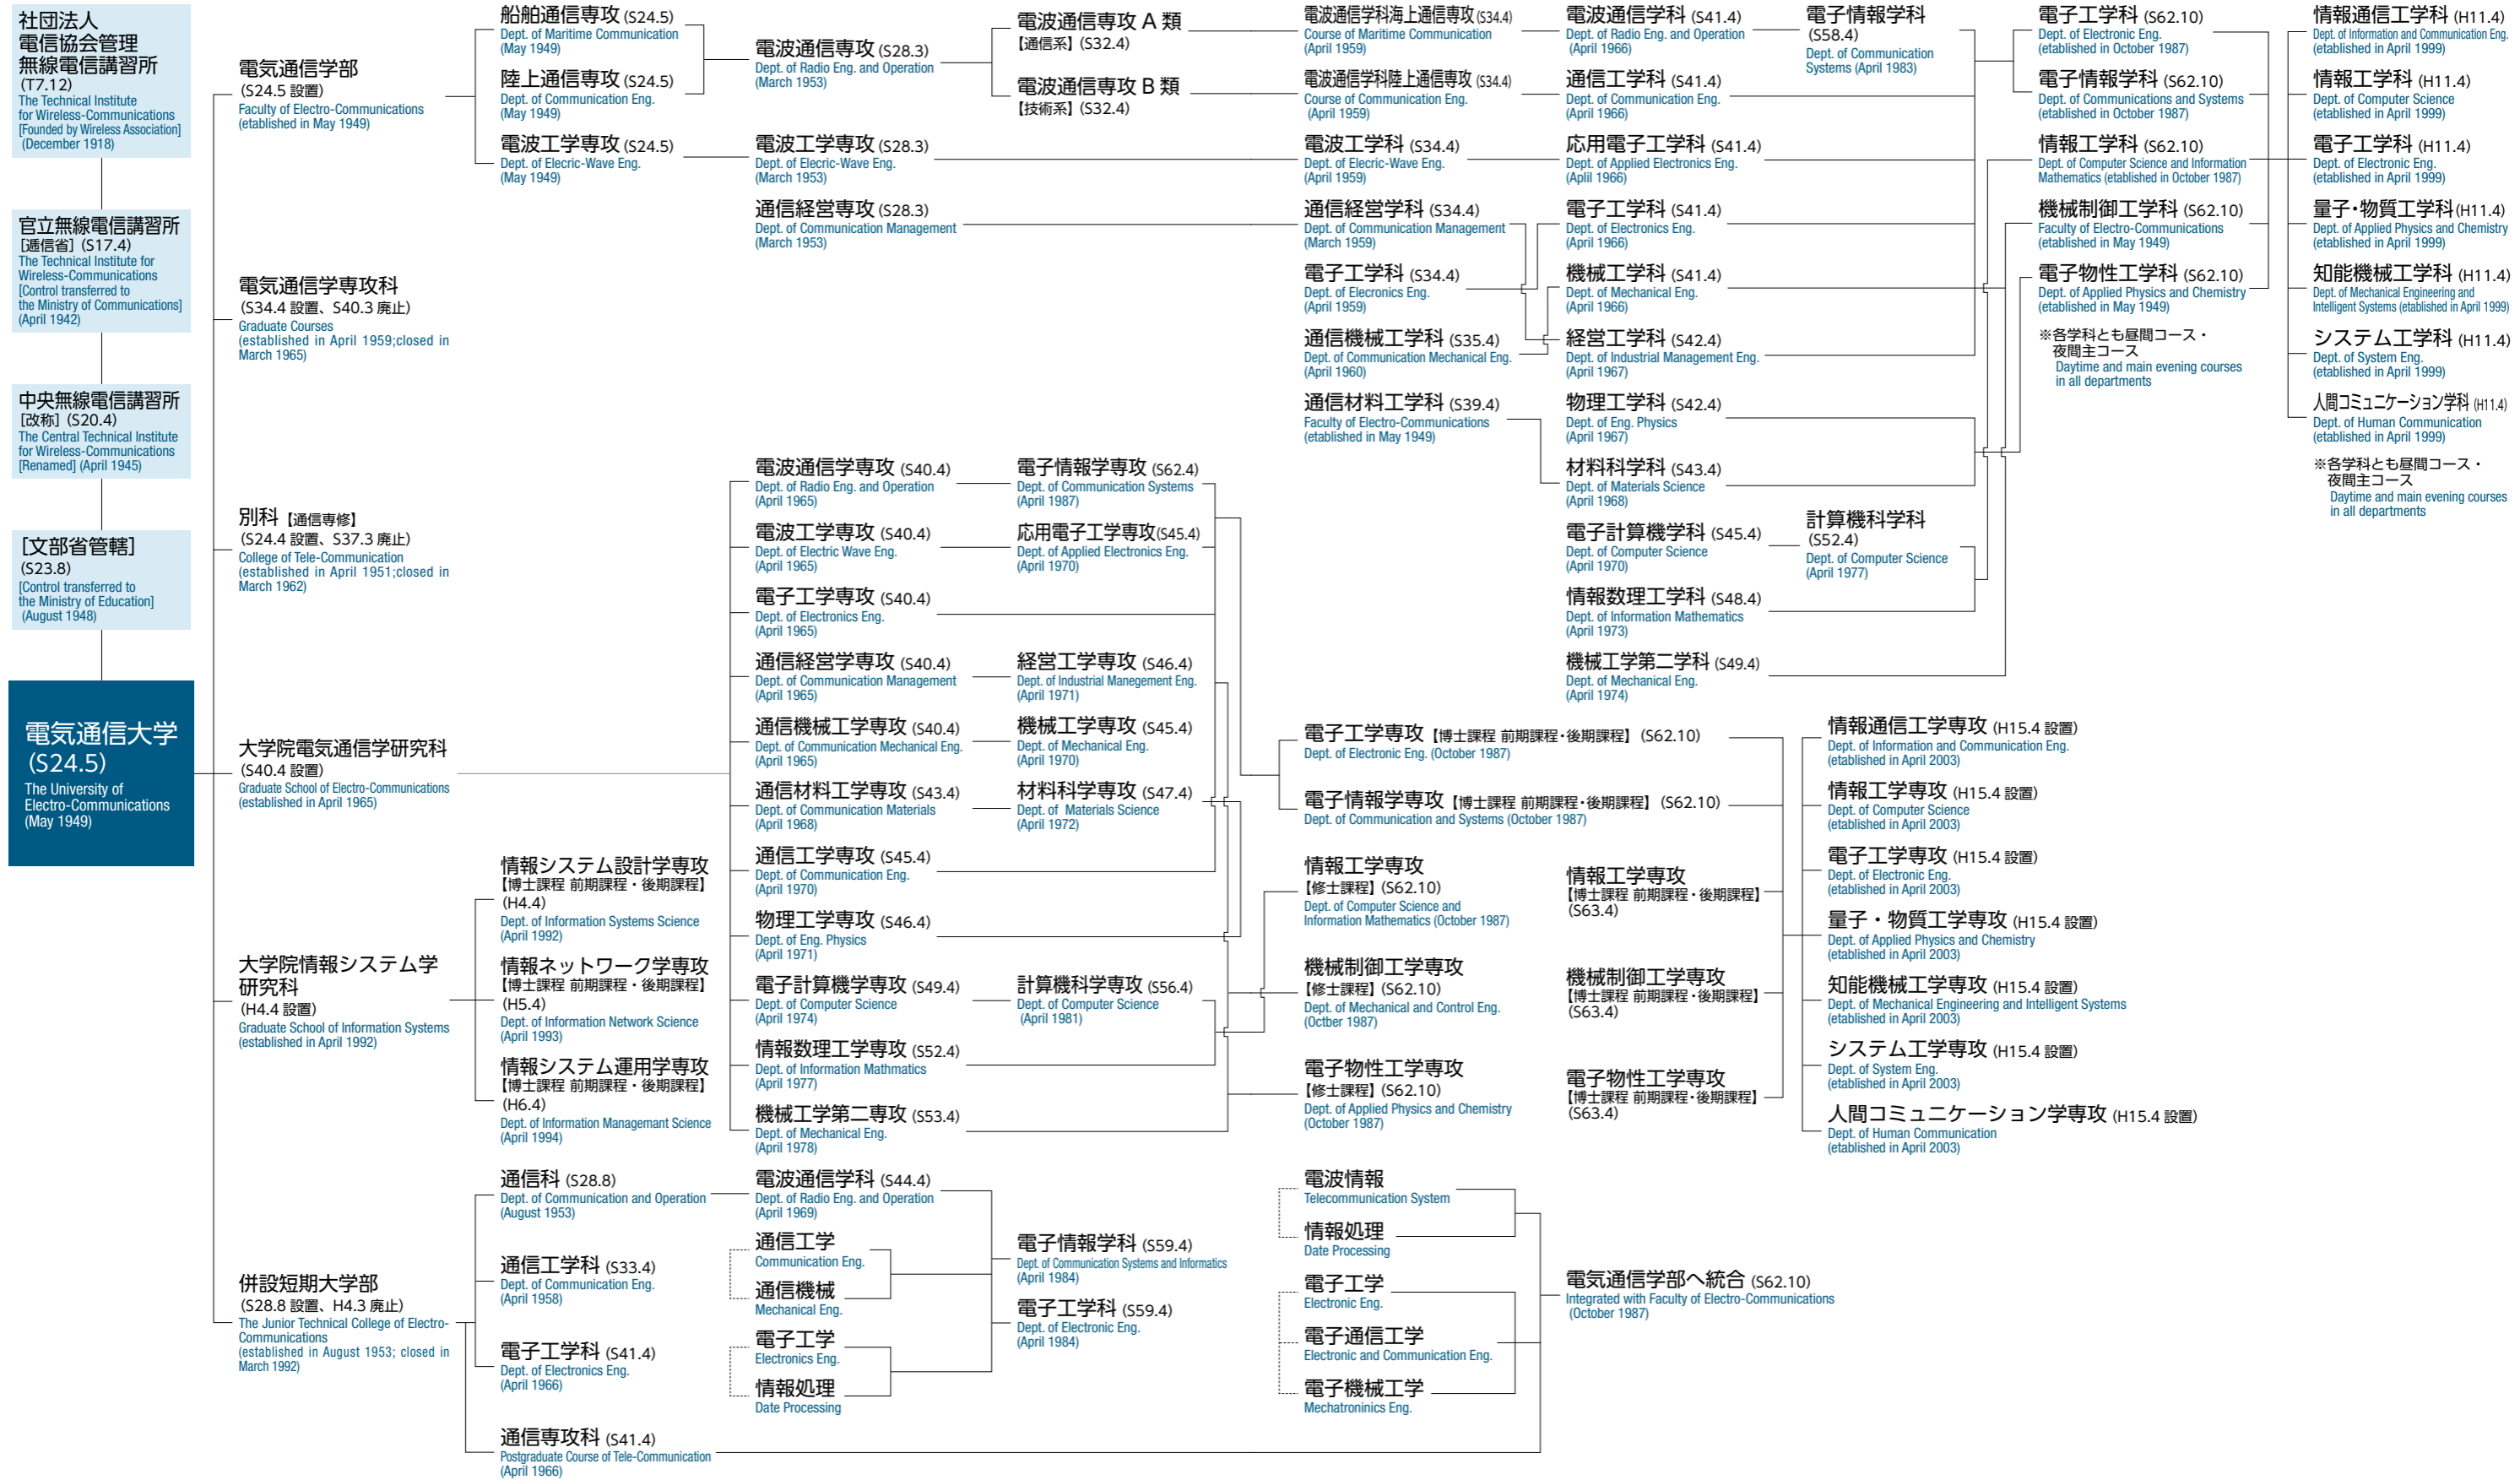 社団法人
電信協会管理
無線電信講習所
(T7.12)
The Technical Institute
for Wireless-Communications
[Founded by Wireless Association]
(December 1918)
官立無線電信講習所
[逓信省] (S17.4)
The Technical Institute for
Wireless-Communications
[Control transferred to
the Ministry of Communications]
(April 1942)
中央無線電信講習所
[改称] (S20.4)
The Central Technical Institute
for Wireless-Communications
[Renamed] (April 1945)
[文部省管轄]
(S23.8)
[Control transferred to
the Ministry of Education]
(August 1948)
電気通信大学
(S24.5)
The University of
Electro-Communications
(May 1949)
電気通信学部
(S24.5 設置)
Faculty of Electro-Communications
(etablished in May 1949)
電気通信学専攻科
(S34.4 設置、S40.3 廃止)
Graduate Courses
(established in April 1959;closed in
March 1965)
別科【通信専修】
(S24.4 設置、S37.3 廃止)
College of Tele-Communication
(established in April 1951;closed in
March 1962)
大学院電気通信学研究科
(S40.4 設置)
Graduate School of Electro-Communications
(established in April 1965)
大学院情報システム学
研究科
(H4.4 設置)
Graduate School of Information Systems
(established in April 1992)
併設短期大学部
(S28.8 設置、H4.3 廃止)
The Junior Technical College of Electro-
Communications
(established in August 1953; closed in
March 1992)
船舶通信専攻 (S24.5)
Dept. of Maritime Communication
(May 1949)
陸上通信専攻 (S24.5)
Dept. of Communication Eng.
(May 1949)
電波工学専攻 (S24.5)
Dept. of Elecric-Wave Eng.
(May 1949)
電波通信専攻 (S28.3)
Dept. of Radio Eng. and Operation
(March 1953)
電波工学専攻 (S28.3)
Dept. of Elecric-Wave Eng.
(March 1953)
通信経営専攻 (S28.3)
Dept. of Communication Management
(March 1953)
電波通信専攻 A 類
【通信系】(S32.4)
電波通信専攻 B 類
【技術系】(S32.4)
電波通信学科海上通信専攻 (S34.4)
Course of Maritime Communication
(April 1959)
電波通信学科陸上通信専攻 (S34.4)
Course of Communication Eng.
(April 1959)
電波工学科 (S34.4)
Dept. of Elecric-Wave Eng.
(April 1959)
通信経営学科 (S34.4)
Dept. of Communication Management
(March 1959)
電子工学科 (S34.4)
Dept. of Elecronics Eng.
(April 1959)
通信機械工学科 (S35.4)
Dept. of Communication Mechanical Eng.
(April 1960)
通信材料工学科 (S39.4)
Faculty of Electro-Communications
(etablished in May 1949)
電波通信学科 (S41.4)
Dept. of Radio Eng. and Operation
(April 1966)
通信工学科 (S41.4)
Dept. of Communication Eng.
(April 1966)
応用電子工学科 (S41.4)
Dept. of Applied Electronics Eng.
(Aplil 1966)
電子工学科 (S41.4)
Dept. of Electronics Eng.
(April 1966)
機械工学科 (S41.4)
Dept. of Mechanical Eng.
(April 1966)
経営工学科 (S42.4)
Dept. of Industrial Management Eng.
(April 1967)
物理工学科 (S42.4)
Dept. of Eng. Physics
(April 1967)
材料科学科 (S43.4)
Dept. of Materials Science
(April 1968)
電子計算機学科 (S45.4)
Dept. of Computer Science
(April 1970)
情報数理工学科 (S48.4)
Dept. of Information Mathematics
(April 1973)
機械工学第二学科 (S49.4)
Dept. of Mechanical Eng.
(April 1974)
電子情報学科
(S58.4)
Dept. of Communication
Systems (April 1983)
計算機科学科
(S52.4)
Dept. of Computer Science
(April 1977)
電子工学科 (S62.10)
Dept. of Electronic Eng.
(etablished in October 1987)
電子情報学科 (S62.10)
Dept. of Communications and Systems
(etablished in October 1987)
情報工学科 (S62.10)
Dept. of Computer Science and Information
Mathematics (etablished in October 1987)
機械制御工学科 (S62.10)
Faculty of Electro-Communications
(etablished in May 1949)
電子物性工学科 (S62.10)
Dept. of Applied Physics and Chemistry
(etablished in May 1949)
※各学科とも昼間コース・
夜間主コース
Daytime and main evening courses
in all departments
情報通信工学科 (H11.4)
Dept. of Information and Communication Eng.
(etablished in April 1999)
情報工学科 (H11.4)
Dept. of Computer Science
(etablished in April 1999)
電子工学科 (H11.4)
Dept. of Electronic Eng.
(etablished in April 1999)
量子・物質工学科 (H11.4)
Dept. of Applied Physics and Chemistry
(etablished in April 1999)
知能機械工学科 (H11.4)
Dept. of Mechanical Engineering and
Intelligent Systems (etablished in April 1999)
システム工学科 (H11.4)
Dept. of System Eng.
(etablished in April 1999)
人間コミュニケーション学科 (H11.4)
Dept. of Human Communication
(etablished in April 1999)
※各学科とも昼間コース・
夜間主コース
Daytime and main evening courses
in all departments
電波通信学専攻 (S40.4)
Dept. of Radio Eng. and Operation
(April 1965)
電波工学専攻 (S40.4)
Dept. of Electric Wave Eng.
(April 1965)
電子工学専攻 (S40.4)
Dept. of Electronics Eng.
(April 1965)
通信経営学専攻 (S40.4)
Dept. of Communication Management
(April 1965)
通信機械工学専攻 (S40.4)
Dept. of Communication Mechanical Eng.
(April 1965)
通信材料工学専攻 (S43.4)
Dept. of Communication Materials
(April 1968)
通信工学専攻 (S45.4)
Dept. of Communication Eng.
(April 1970)
物理工学専攻 (S46.4)
Dept. of Eng. Physics
(April 1971)
電子計算機学専攻 (S49.4)
Dept. of Computer Science
(April 1974)
情報数理工学専攻 (S52.4)
Dept. of Information Mathmatics
(April 1977)
機械工学第二専攻 (S53.4)
Dept. of Mechanical Eng.
(April 1978)
電子情報学専攻 (S62.4)
Dept. of Communication Systems
(April 1987)
応用電子工学専攻(S45.4)
Dept. of Applied Electronics Eng.
(April 1970)
経営工学専攻 (S46.4)
Dept. of Industrial Manegement Eng.
(April 1971)
機械工学専攻 (S45.4)
Dept. of Mechanical Eng.
(April 1970)
材料科学専攻 (S47.4)
Dept. of Materials Science
(April 1972)
計算機科学専攻 (S56.4)
Dept. of Computer Science
(April 1981)
電子工学専攻【博士課程 前期課程・後期課程】(S62.10)
Dept. of Electronic Eng. (October 1987)
電子情報学専攻【博士課程 前期課程・後期課程】(S62.10)
Dept. of Communication and Systems (October 1987)
情報工学専攻
【修士課程】(S62.10)
Dept. of Computer Science and
Information Mathematics (October 1987)
機械制御工学専攻
【修士課程】(S62.10)
Dept. of Mechanical and Control Eng.
(Octber 1987)
電子物性工学専攻
【修士課程】(S62.10)
Dept. of Applied Physics and Chemistry
(October 1987)
情報工学専攻
【博士課程 前期課程・後期課程】
(S63.4)
機械制御工学専攻
【博士課程 前期課程・後期課程】
(S63.4)
電子物性工学専攻
【博士課程 前期課程・後期課程】
(S63.4)
情報通信工学専攻 (H15.4 設置)
Dept. of Information and Communication Eng.
(etablished in April 2003)
情報工学専攻 (H15.4 設置)
Dept. of Computer Science
(etablished in April 2003)
電子工学専攻 (H15.4 設置)
Dept. of Electronic Eng.
(etablished in April 2003)
量子・物質工学専攻 (H15.4 設置)
Dept. of Applied Physics and Chemistry
(etablished in April 2003)
知能機械工学専攻 (H15.4 設置)
Dept. of Mechanical Engineering and Intelligent Systems
(etablished in April 2003)
システム工学専攻 (H15.4 設置)
Dept. of System Eng.
(etablished in April 2003)
人間コミュニケーション学専攻 (H15.4 設置)
Dept. of Human Communication
(etablished in April 2003)
情報システム設計学専攻
【博士課程 前期課程・後期課程】
(H4.4)
Dept. of Information Systems Science
(April 1992)
情報ネットワーク学専攻
【博士課程 前期課程・後期課程】
(H5.4)
Dept. of Information Network Science
(April 1993)
情報システム運用学専攻
【博士課程 前期課程・後期課程】
(H6.4)
Dept. of Information Managemant Science
(April 1994)
通信科 (S28.8)
Dept. of Communication and Operation
(August 1953)
通信工学科 (S33.4)
Dept. of Communication Eng.
(April 1958)
電子工学科 (S41.4)
Dept. of Electronics Eng.
(April 1966)
通信専攻科 (S41.4)
Postgraduate Course of Tele-Communication
(April 1966)
電波通信学科 (S44.4)
Dept. of Radio Eng. and Operation
(April 1969)
通信工学
Communication Eng.
通信機械
Mechanical Eng.
電子工学
Electronics Eng.
情報処理
Date Processing
電子情報学科 (S59.4)
Dept. of Communication Systems and Informatics
(April 1984)
電子工学科 (S59.4)
Dept. of Electronic Eng.
(April 1984)
電波情報
Telecommunication System
情報処理
Date Processing
電子工学
Electronic Eng.
電子通信工学
Electronic and Communication Eng.
電子機械工学
Mechatroninics Eng.
電気通信学部へ統合 (S62.10)
Integrated with Faculty of Electro-Communications
(October 1987)